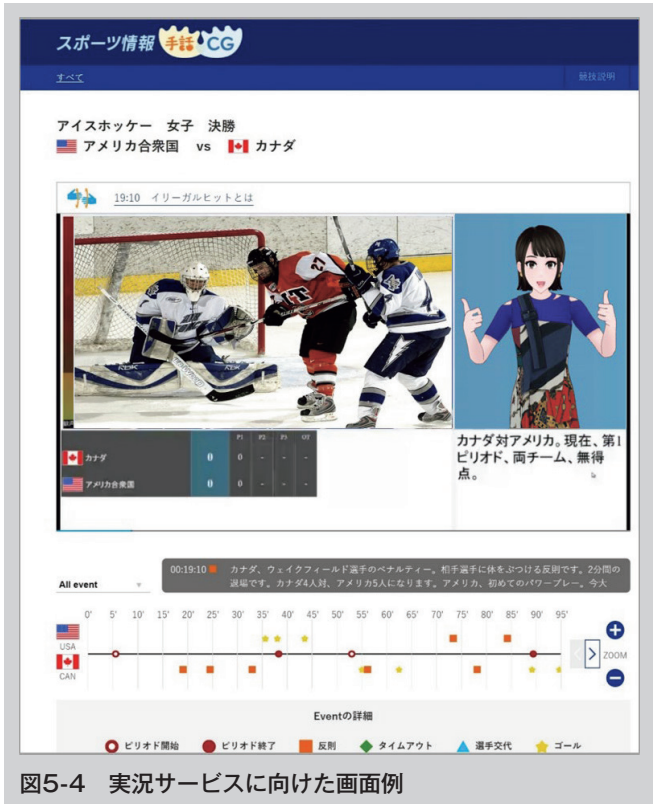 スポーツ情報 手話 CG
すべて
競技説明
アイスホッケー 女子 決勝
アメリカ合衆国 vs カナダ
19:10 イリーガルヒットとは
27
P1 P2 P3 OT
カナダ 0 0 - - -
アメリカ合衆国 0 0 - - -
カナダ対アメリカ。現在、第1
ピリオド、両チーム、無得
点。
All event
00:19:10 カナダ、ウェイクフィールド選手のペナルティー。相手選手に体をぶつける反則です。2分間の
退場です。カナダ4人対、アメリカ5人になります。アメリカ、初めてのパワープレー。今大
0' 5' 10' 15' 20' 25' 30' 35' 40' 45' 50' 55' 60' 65' 70' 75' 80' 85' 90' 95'
USA
CAN
ZOOM
Eventの詳細
ピリオド開始 ピリオド終了 反則 タイムアウト 選手交代 ゴール
図5-4 実況サービスに向けた画面例